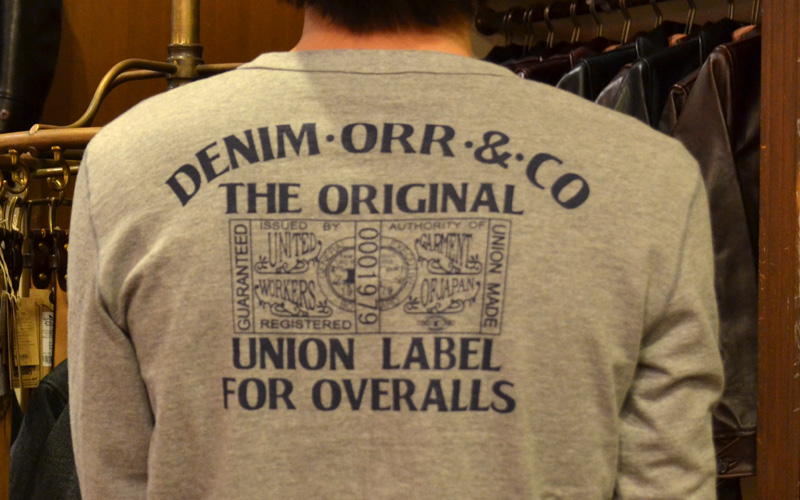 DENIM·ORR·&·CO
THE ORIGINAL
ISSUED BY AUTHORITY OF
GUARANTEED
UNITED GARMENT
WORKERS OF JAPAN
0001979
UNION MADE
REGISTERED
UNION LABEL
FOR OVERALLS